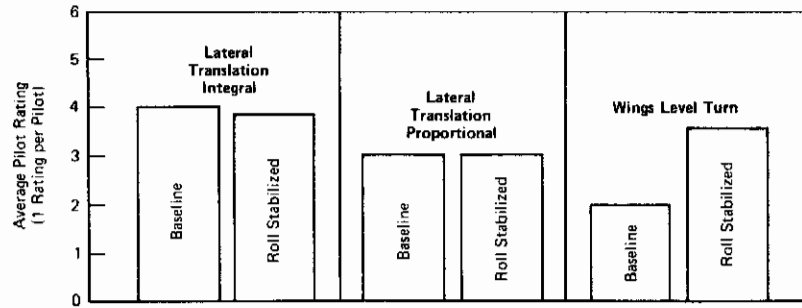 Average Pilot Rating
(1 Rating per Pilot)
6
5
4
3
2
1
0
Lateral
Translation
Integral
Baseline
Roll Stabilized
Lateral
Translation
Proportional
Baseline
Roll Stabilized
Wings Level Turn
Baseline
Roll Stabilized